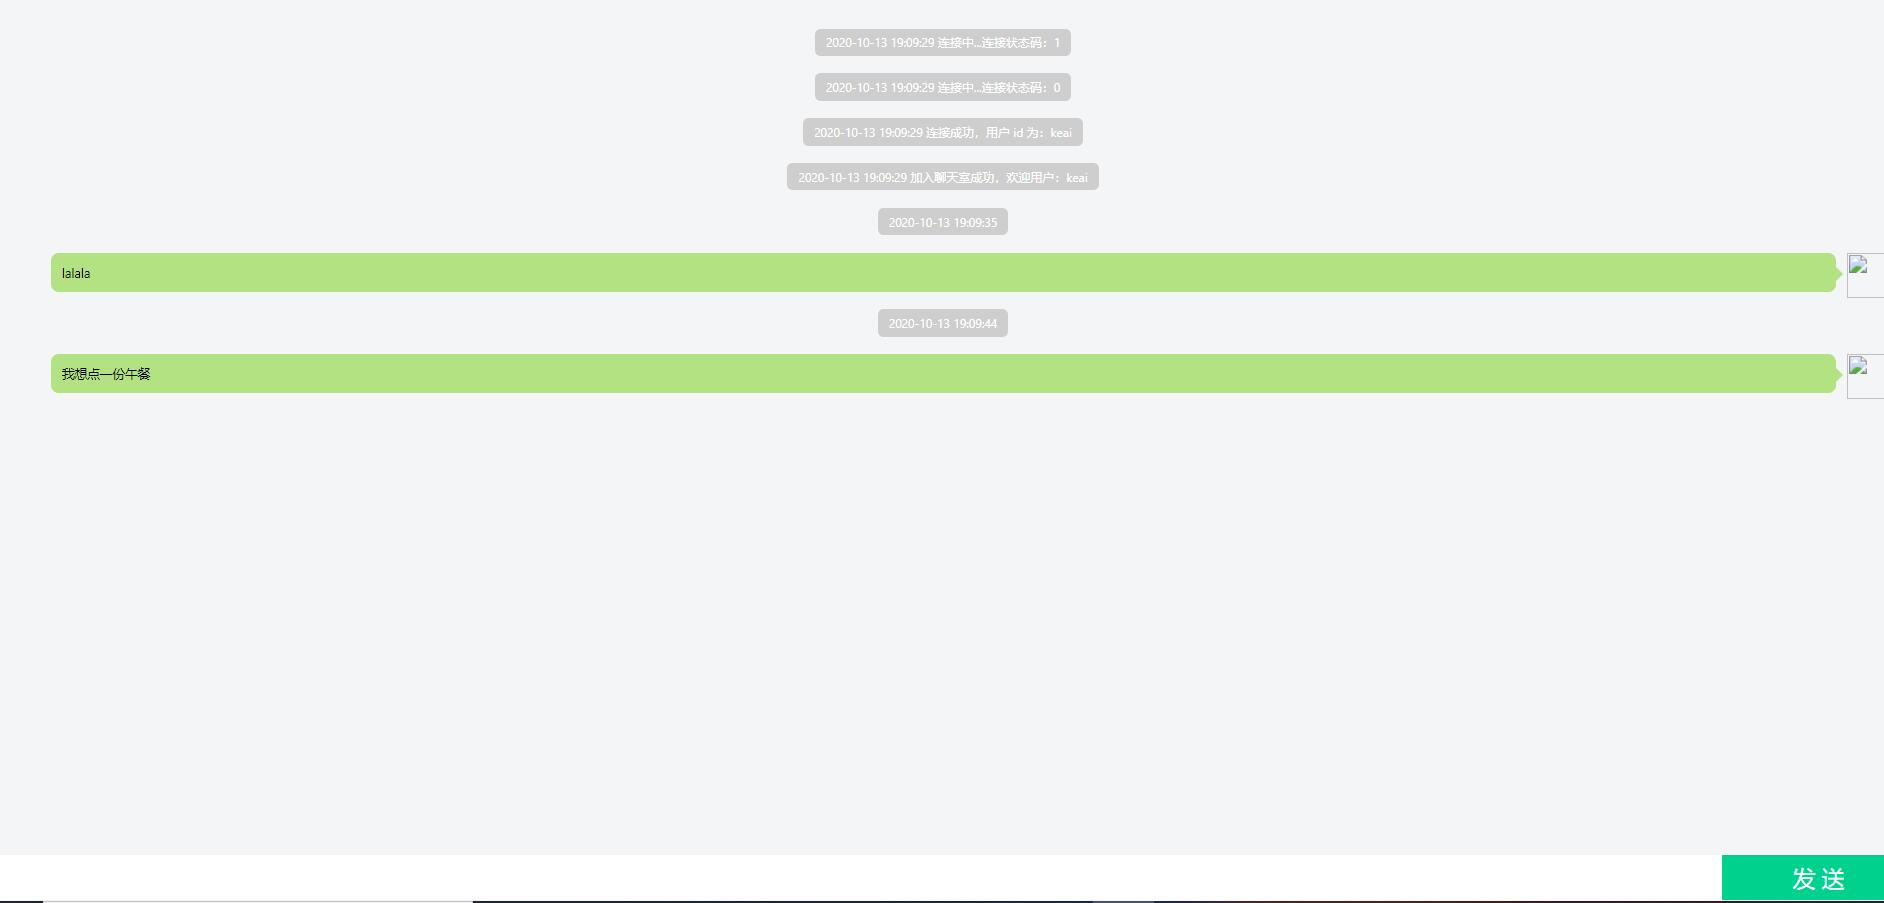 2020-10-13 19:09:29 连接中...连接状态码：1
2020-10-13 19:09:29 连接中...连接状态码：0
2020-10-13 19:09:29 连接成功，用户 id 为：keai
2020-10-13 19:09:29 加入聊天室成功，欢迎用户：keai
2020-10-13 19:09:35
lalala
2020-10-13 19:09:44
我想点一份午餐
发送